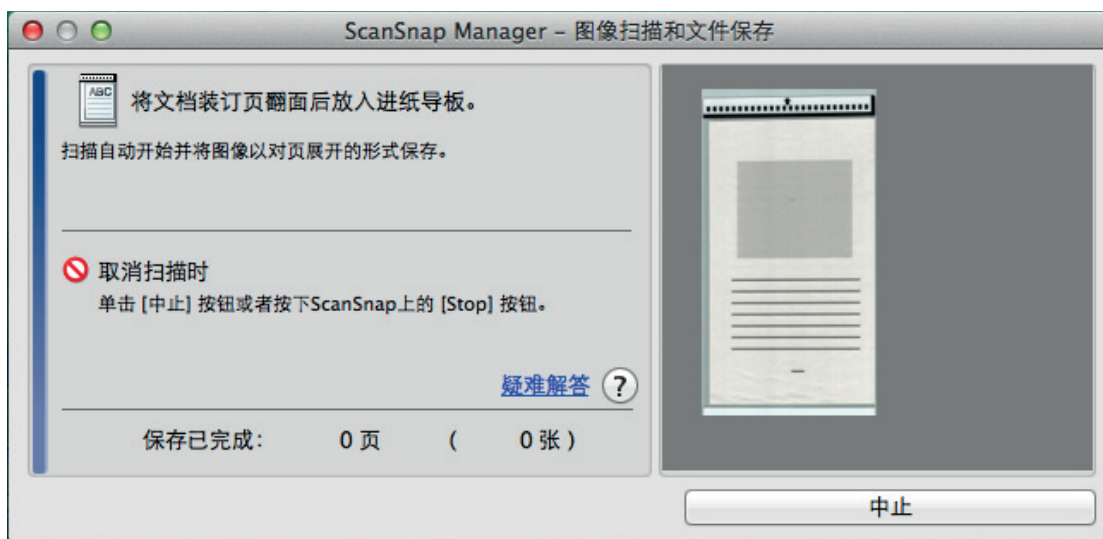 ScanSnap Manager – 图像扫描和文件保存
ABC
将文档装订页翻面后放入进纸导板。
扫描自动开始并将图像以对页展开的形式保存。
取消扫描时
单击 [中止] 按钮或者按下ScanSnap上的 [Stop] 按钮。
疑难解答 ?
保存已完成： 0 页 ( 0 张 )
中止